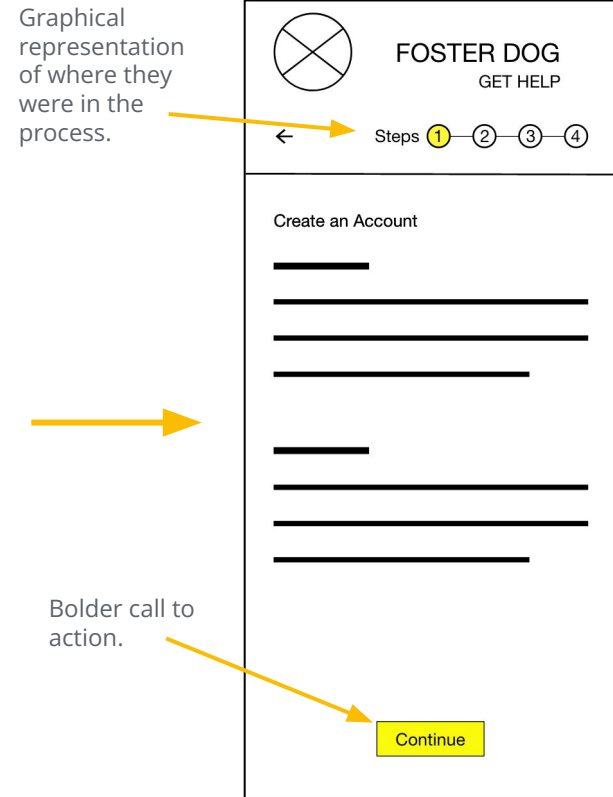 Graphical
representation
of where they
were in the
process.
FOSTER DOG
GET HELP
Steps 1 2 3 4
Create an Account
Bolder call to
action.
Continue